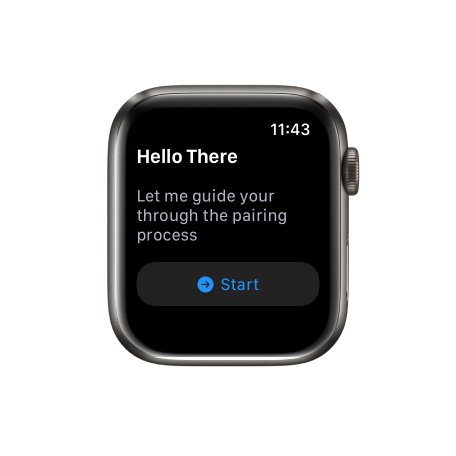 11:43
Hello There
Let me guide your
through the pairing
process
Start